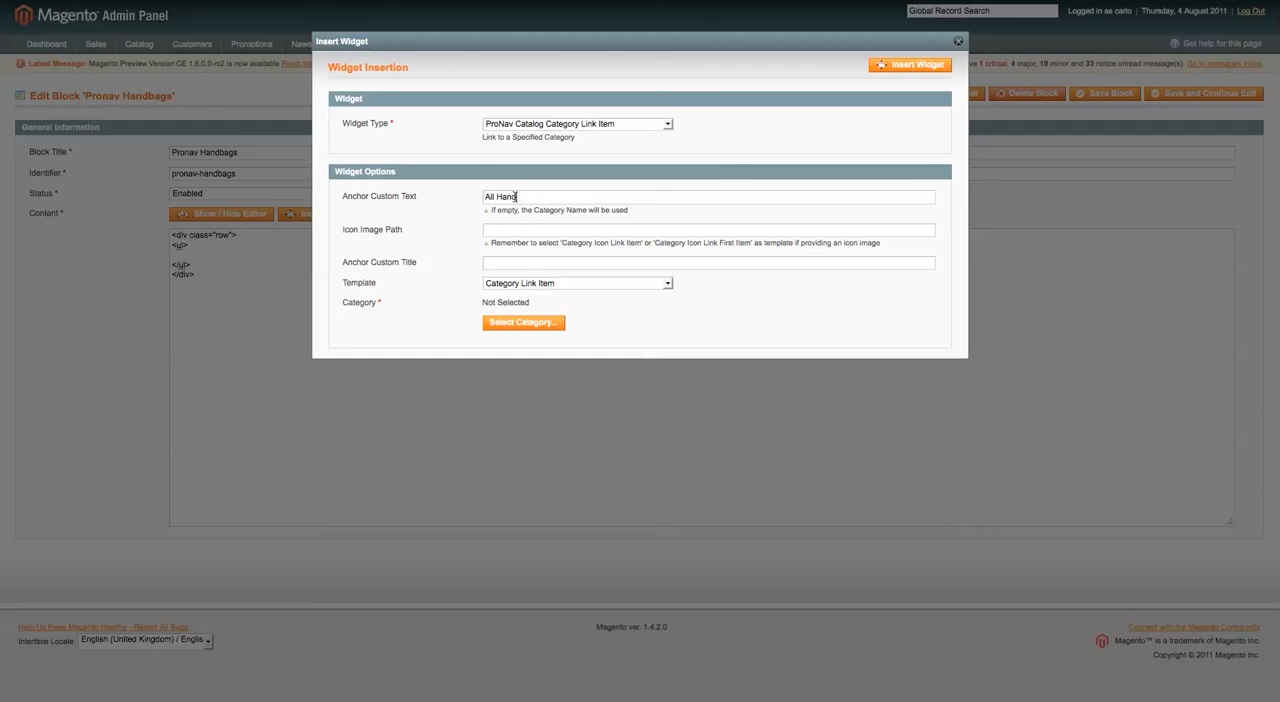 Magento™ Admin Panel
Global Record Search
Logged in as carlo | Thursday, 4 August 2011 | Log Out
Dashboard Sales Catalog Customers Promotions News
Get help for this page
Insert Widget
Latest Message: Magento Preview Version CE 1.6.0.0-rc2 is now available Read
1 critical, 4 major, 19 minor and 33 notice unread message(s). Go to messages inbox
Widget Insertion
Insert Widget
Edit Block 'Pronav Handbags'
Delete Block Save Block Save and Continue Edit
Widget
General Information
Widget Type * ProNav Catalog Category Link Item
Link to a Specified Category
Block Title * Pronav Handbags
Identifier * pronav-handbags
Widget Options
Status * Enabled
Anchor Custom Text All Hand
If empty, the Category Name will be used
Content * Show / Hide Editor
Icon Image Path
Remember to select 'Category Icon Link Item' or 'Category Icon Link First Item' as template if providing an icon image
<div class="row">
<ul>
</ul>
</div>
Anchor Custom Title
Template Category Link Item
Category * Not Selected
Select Category...
Help Us Keep Magento Healthy - Report All Bugs
Interface Locale: English (United Kingdom) / Englis
Magento ver. 1.4.2.0
Connect with the Magento Community
Magento™ is a trademark of Magento Inc.
Copyright © 2011 Magento Inc.